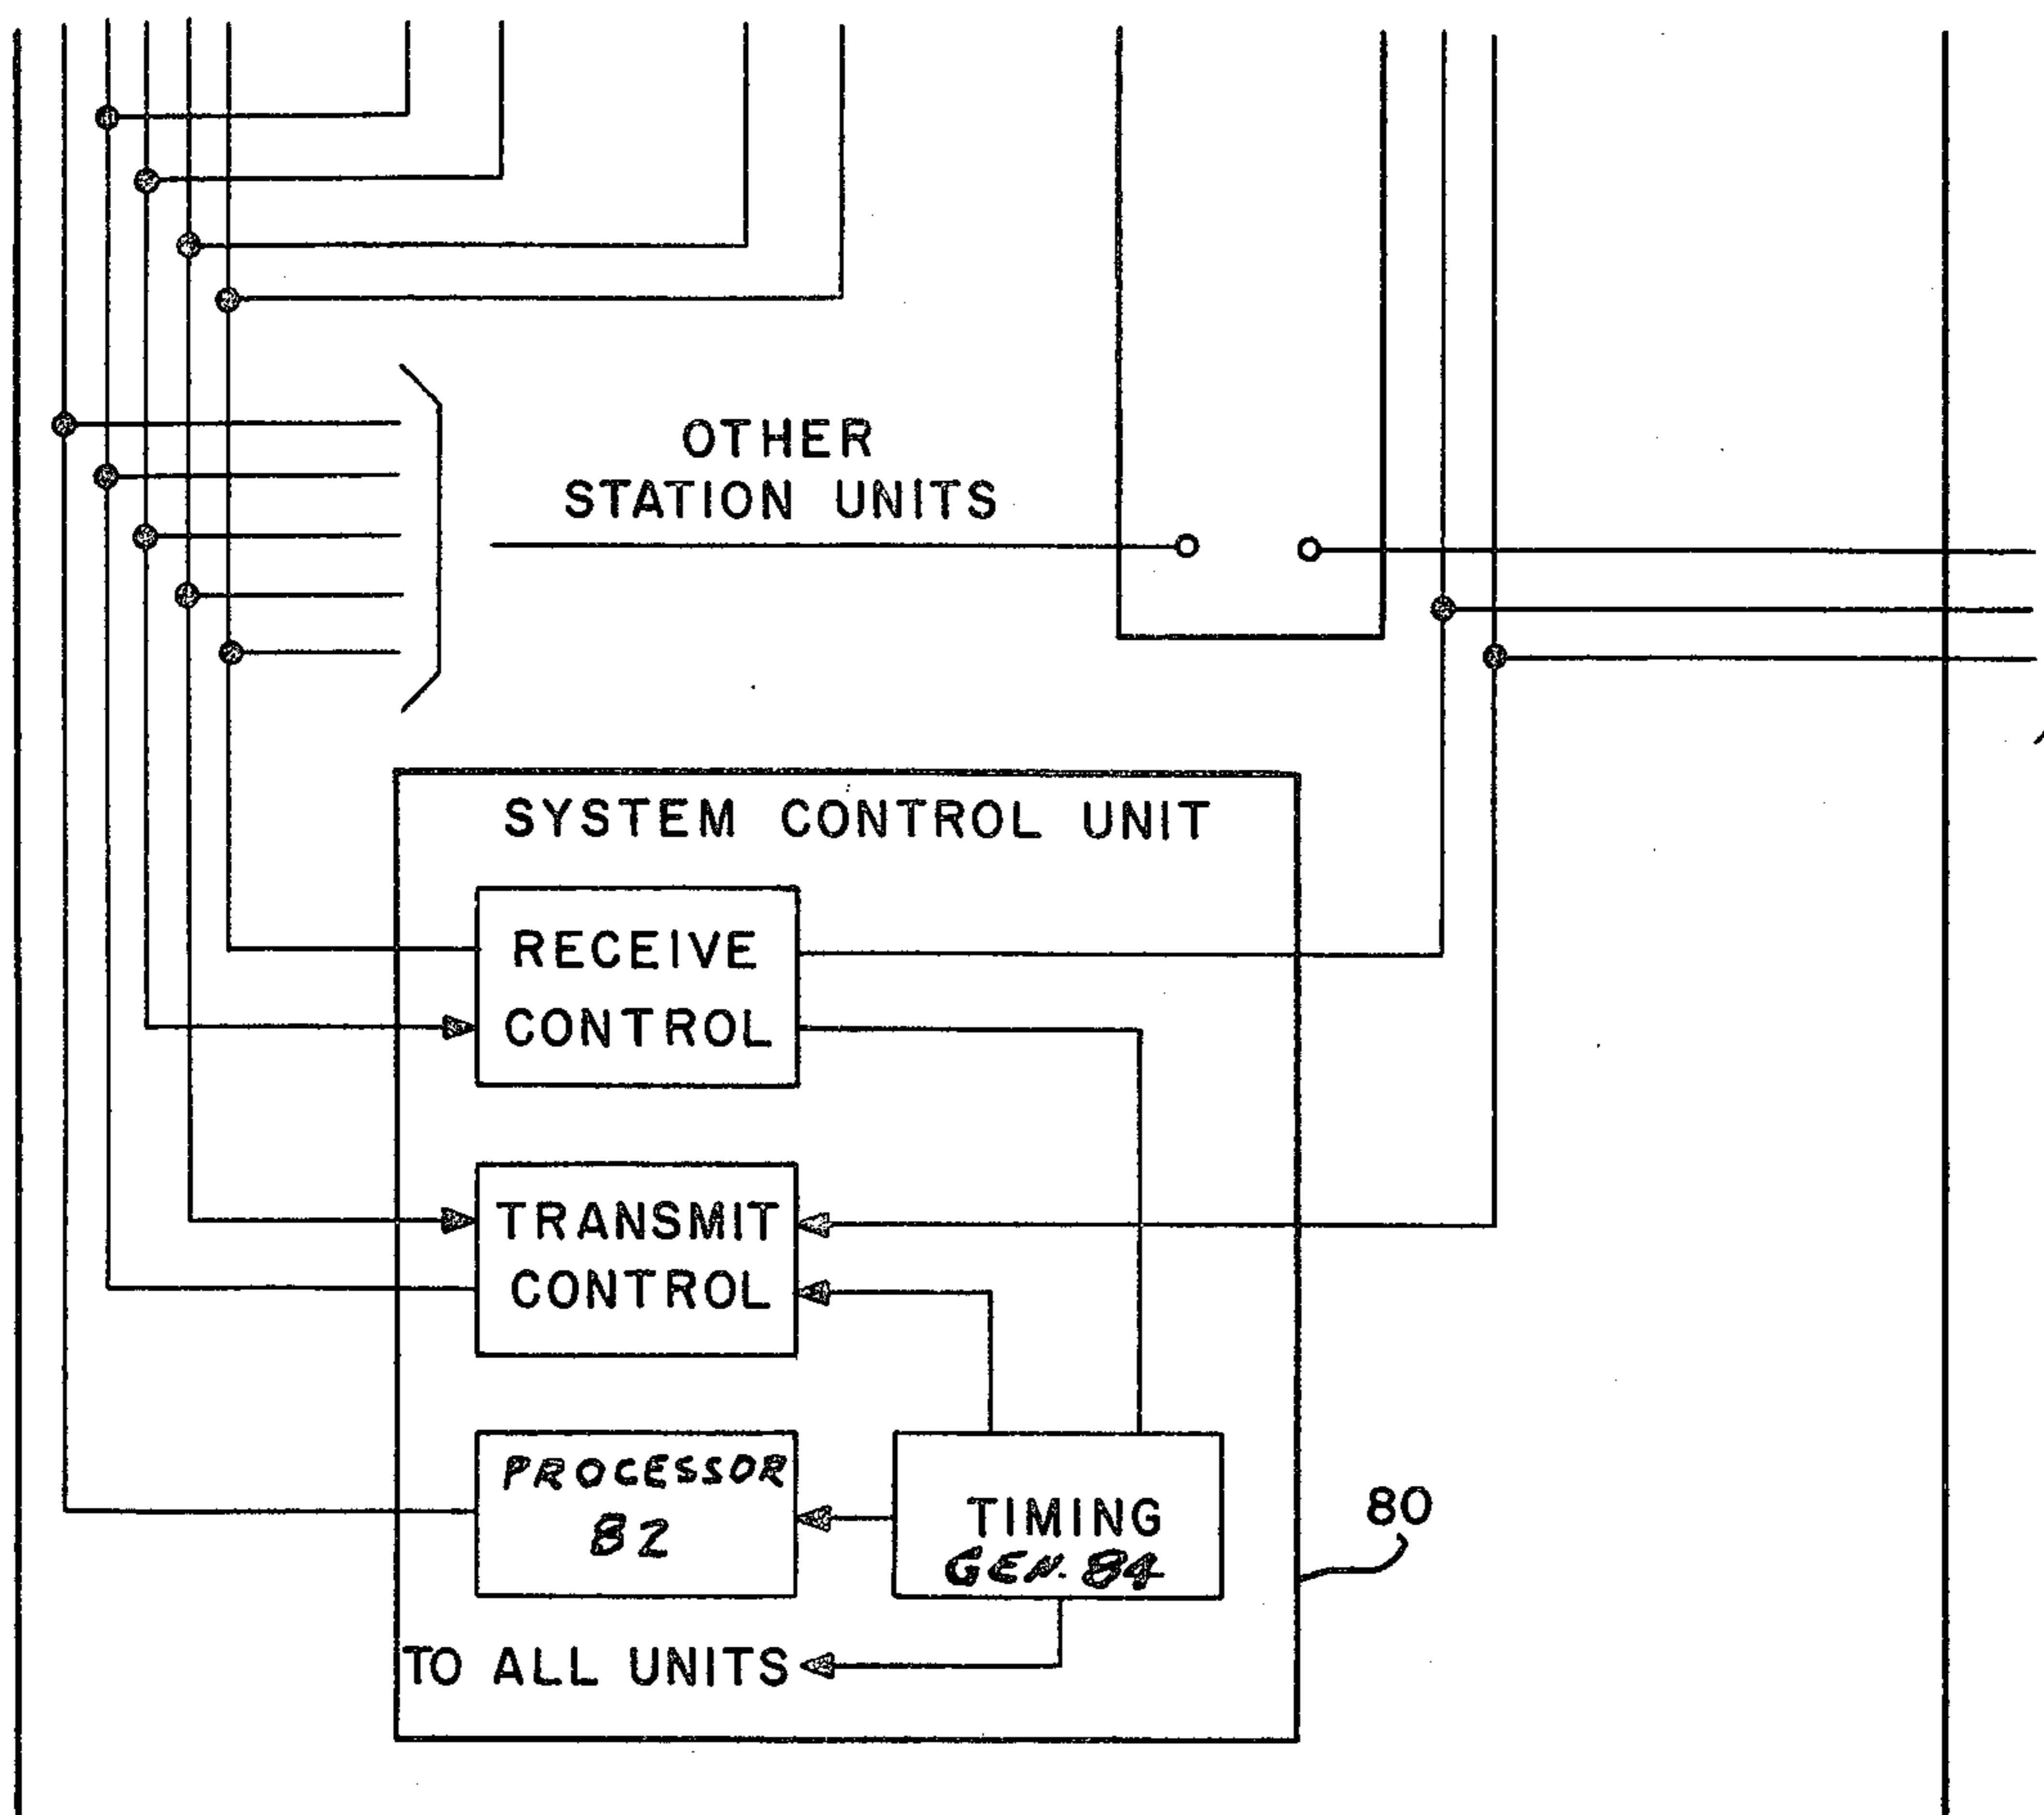 OTHER
STATION UNITS
SYSTEM CONTROL UNIT
RECEIVE
CONTROL
TRANSMIT
CONTROL
PROCESSOR
82
TIMING
GEN. 84
80
TO ALL UNITS